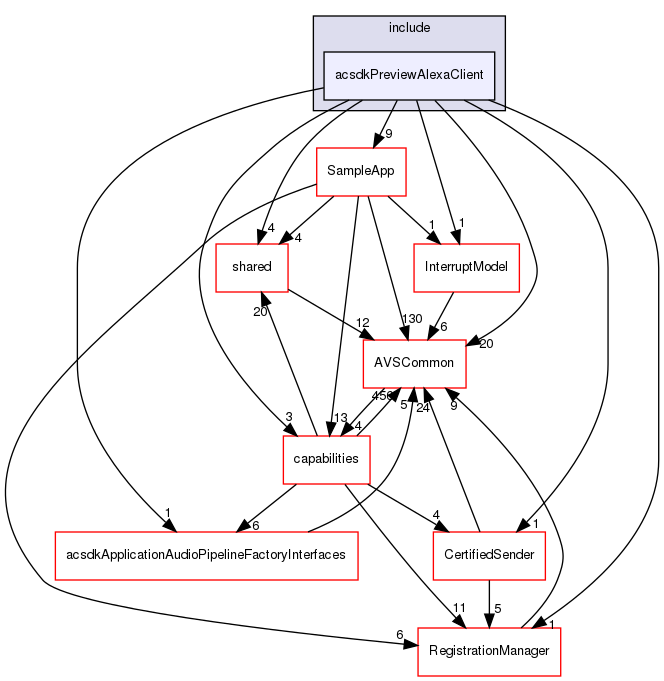 include
acsdkPreviewAlexaClient
9
SampleApp
4
4
1
1
shared
InterruptModel
20
12
130
6
20
AVSCommon
5
24
9
3
13
4
capabilities
1
6
4
1
acsdkApplicationAudioPipelineFactoryInterfaces
CertifiedSender
11
5
1
6
RegistrationManager